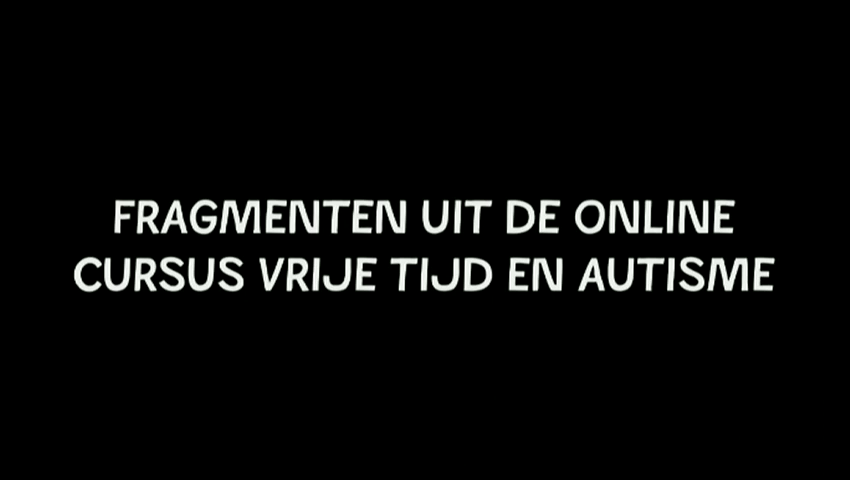 FRAGMENTEN UIT DE ONLINE
CURSUS VRIJE TIJD EN AUTISME